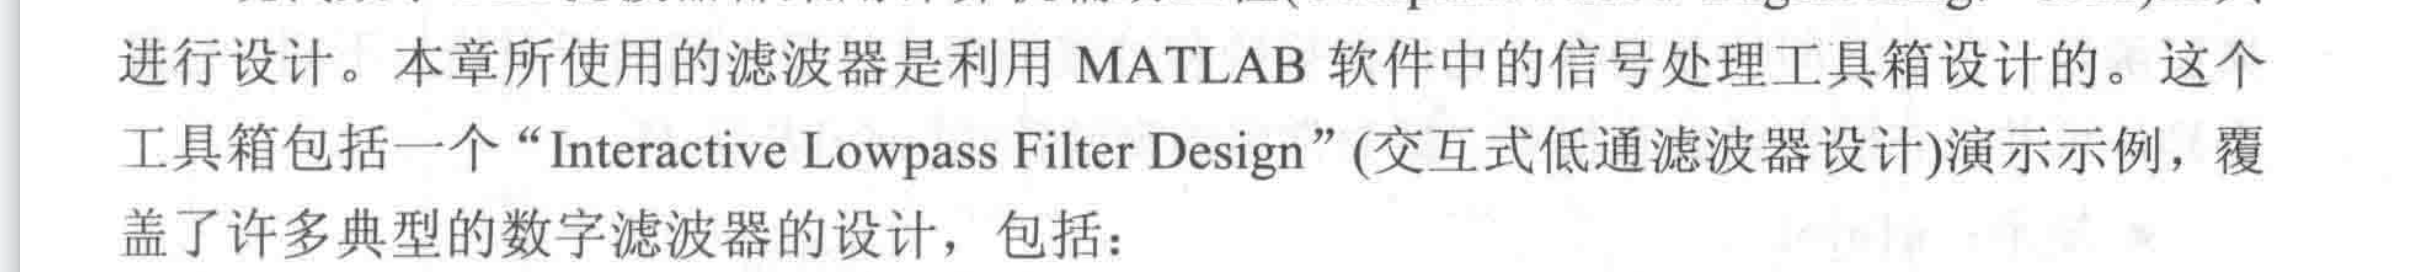 进行设计。本章所使用的滤波器是利用 MATLAB 软件中的信号处理工具箱设计的。这个
工具箱包括一个“Interactive Lowpass Filter Design”(交互式低通滤波器设计)演示示例，覆
盖了许多典型的数字滤波器的设计，包括：